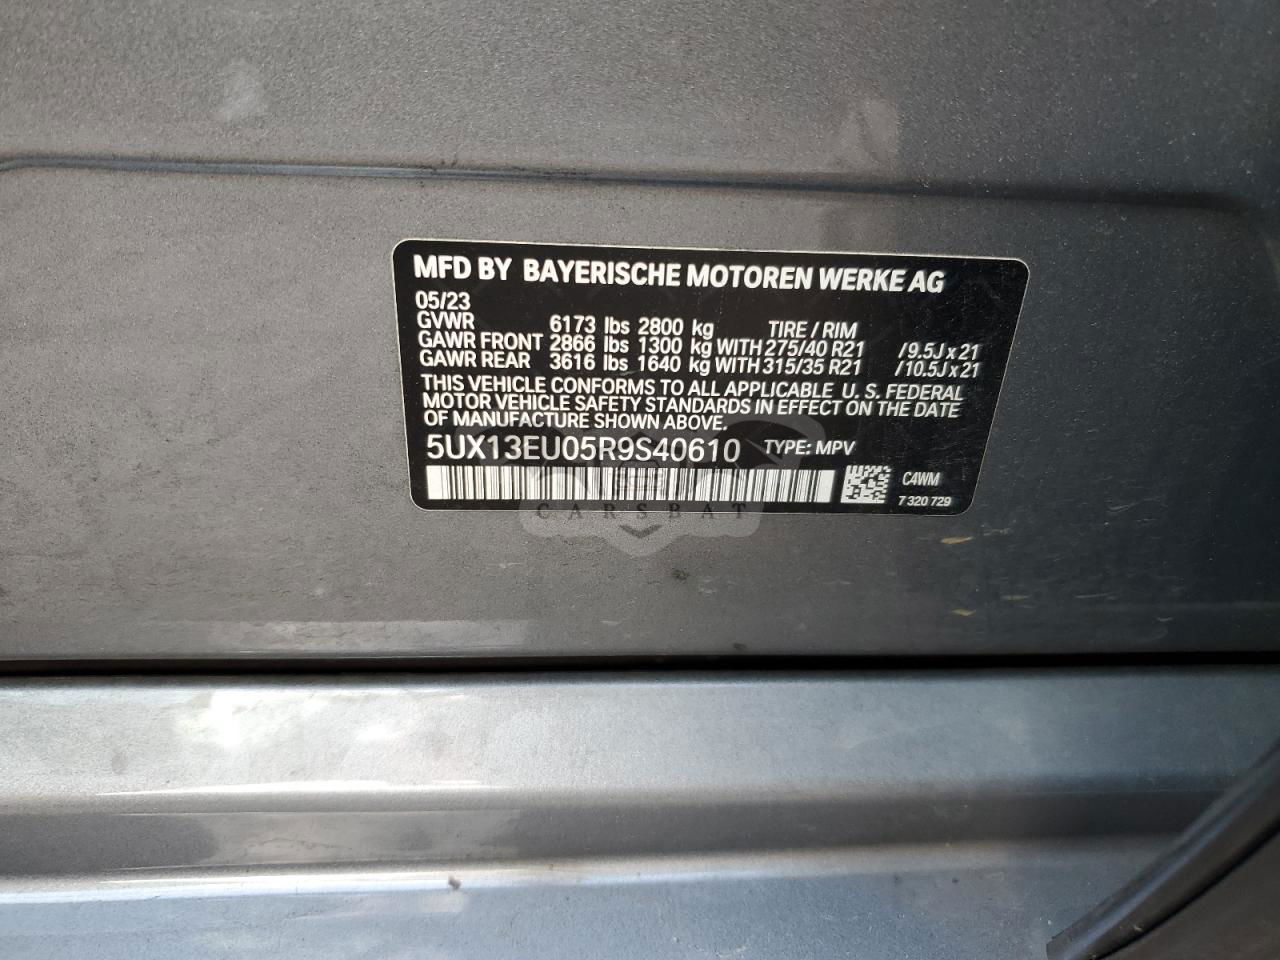 MFD BY BAYERISCHE MOTOREN WERKE AG
05/23
GVWR 6173 lbs 2800 kg TIRE / RIM
GAWR FRONT 2866 lbs 1300 kg WITH 275/40 R21 /9.5J x 21
GAWR REAR 3616 lbs 1640 kg WITH 315/35 R21 /10.5J x 21
THIS VEHICLE CONFORMS TO ALL APPLICABLE U. S. FEDERAL
MOTOR VEHICLE SAFETY STANDARDS IN EFFECT ON THE DATE
OF MANUFACTURE SHOWN ABOVE.
5UX13EU05R9S40610 TYPE: MPV
C4WM
7 320 729
CARSBAT